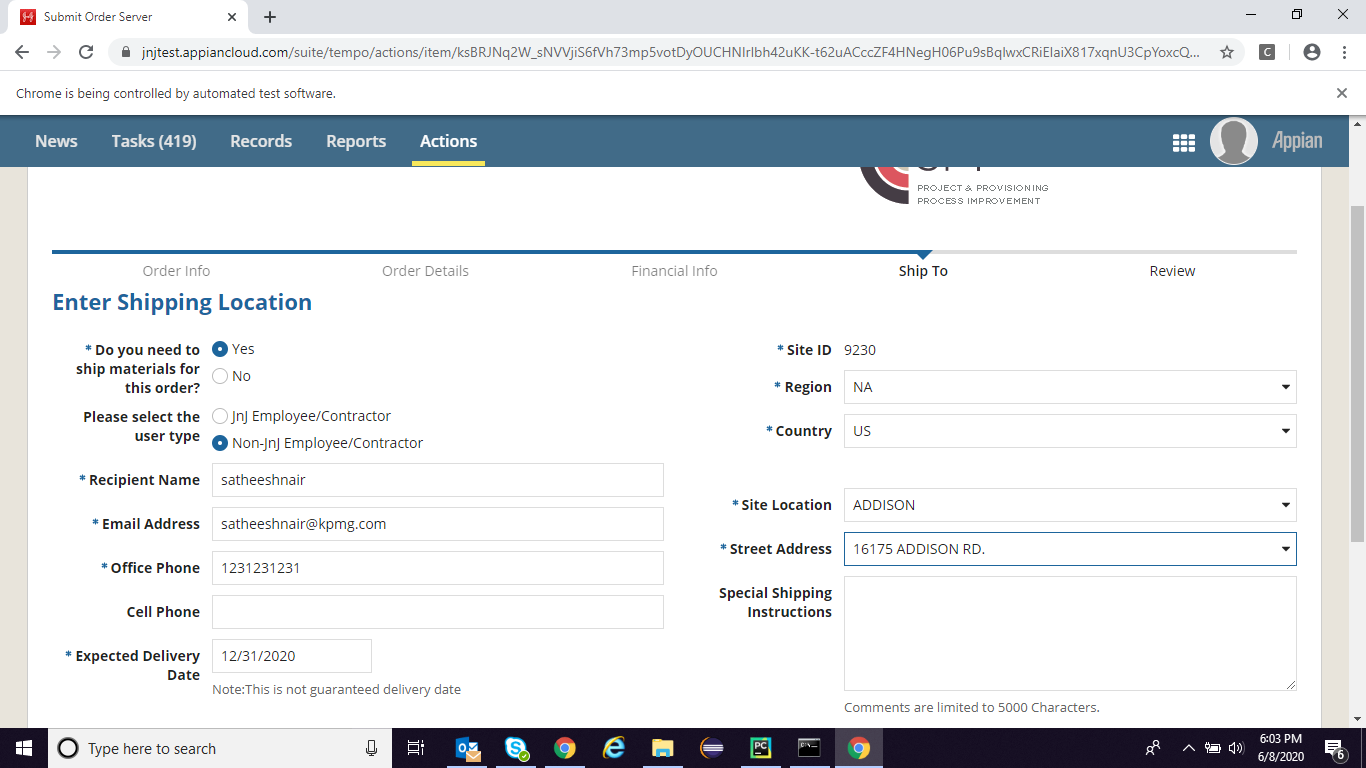 Submit Order Server
jnjtest.appiancloud.com/suite/tempo/actions/item/ksBRJNq2W_sNVVjiS6fVh73mp5votDyOUCHNIrlbh42uKK-t62uACccZF4HNegH06Pu9sBqlwxCRiElaiX817xqnU3CpYoxcQ...
C
Chrome is being controlled by automated test software.
News Tasks (419) Records Reports Actions Appian
PROJECT & PROVISIONING
PROCESS IMPROVEMENT
Order Info Order Details Financial Info Ship To Review
Enter Shipping Location
* Do you need to ship materials for this order?
Yes
No
Please select the user type
JnJ Employee/Contractor
Non-JnJ Employee/Contractor
* Recipient Name satheeshnair
* Email Address satheeshnair@kpmg.com
* Office Phone 1231231231
Cell Phone
* Expected Delivery Date 12/31/2020
Note:This is not guaranteed delivery date
* Site ID 9230
* Region NA
* Country US
* Site Location ADDISON
* Street Address 16175 ADDISON RD.
Special Shipping Instructions
Comments are limited to 5000 Characters.
Type here to search
PC
6:03 PM
6/8/2020
6